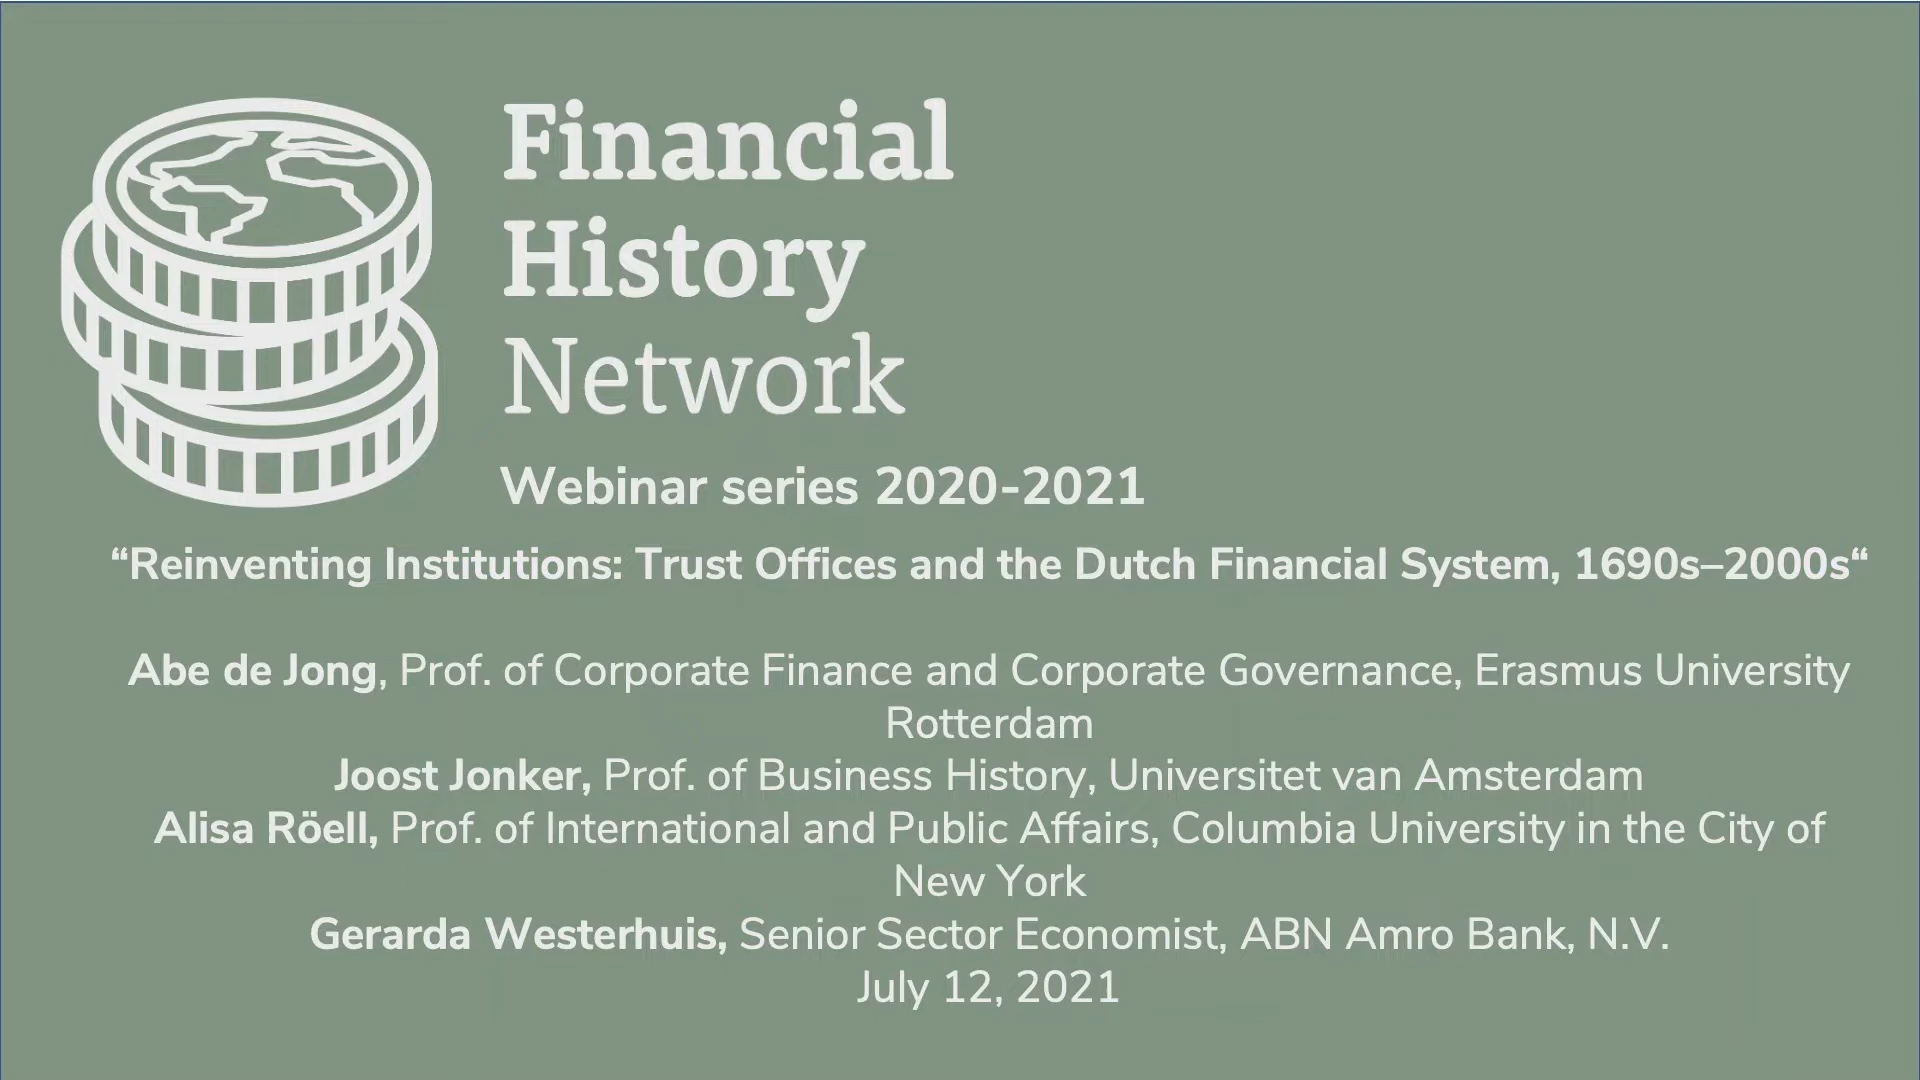 Financial
History
Network
Webinar series 2020-2021
“Reinventing Institutions: Trust Offices and the Dutch Financial System, 1690s–2000s“
Abe de Jong, Prof. of Corporate Finance and Corporate Governance, Erasmus University
Rotterdam
Joost Jonker, Prof. of Business History, Universitet van Amsterdam
Alisa Röell, Prof. of International and Public Affairs, Columbia University in the City of
New York
Gerarda Westerhuis, Senior Sector Economist, ABN Amro Bank, N.V.
July 12, 2021